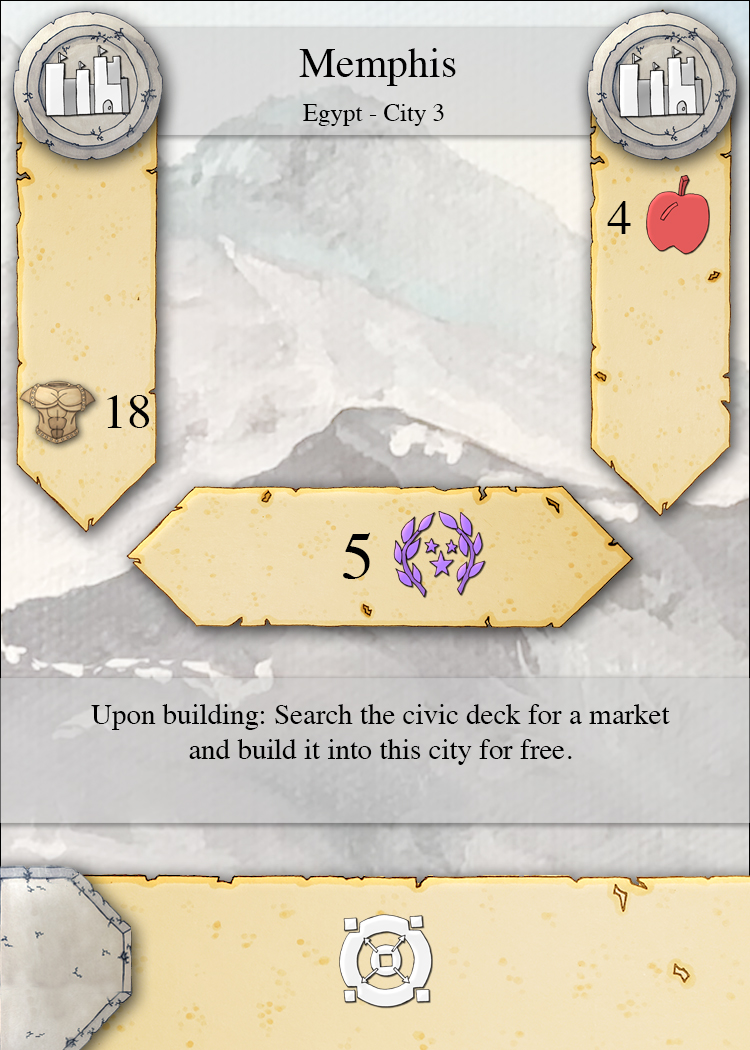 Memphis
Egypt - City 3
4
18
5
Upon building: Search the civic deck for a market
and build it into this city for free.